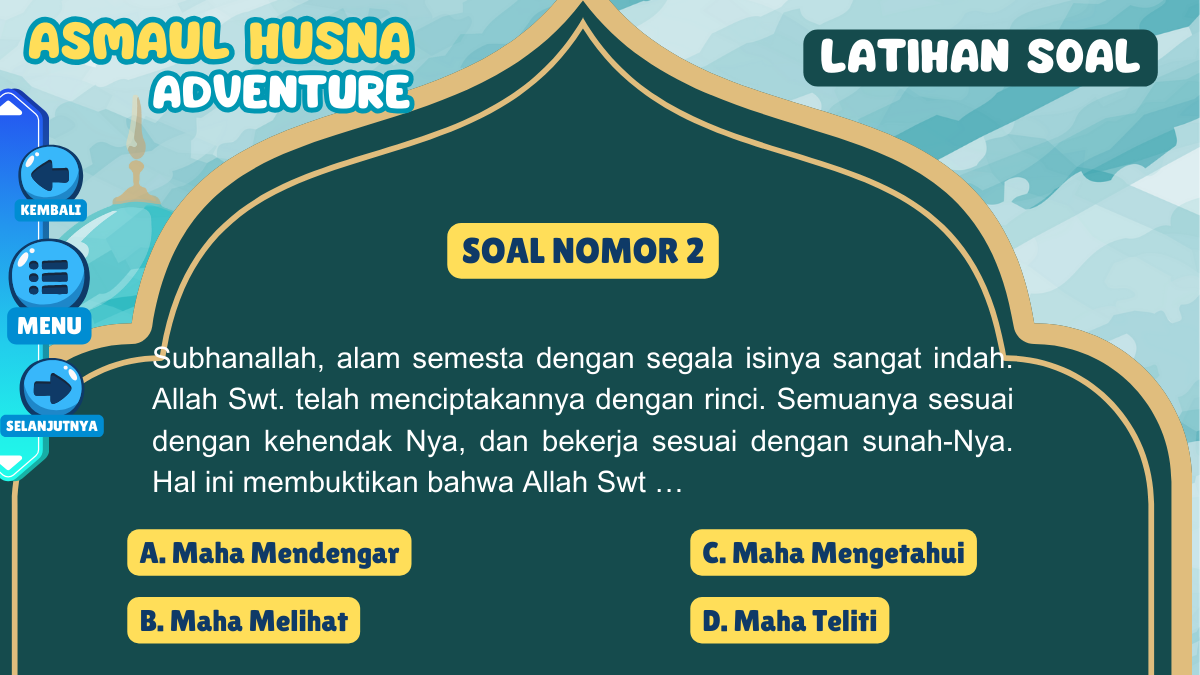 ASMAUL HUSNA
ADVENTURE
LATIHAN SOAL
KEMBALI
MENU
SELANJUTNYA
SOAL NOMOR 2
Subhanallah, alam semesta dengan segala isinya sangat indah.
Allah Swt. telah menciptakannya dengan rinci. Semuanya sesuai
dengan kehendak Nya, dan bekerja sesuai dengan sunah-Nya.
Hal ini membuktikan bahwa Allah Swt …
A. Maha Mendengar
B. Maha Melihat
C. Maha Mengetahui
D. Maha Teliti